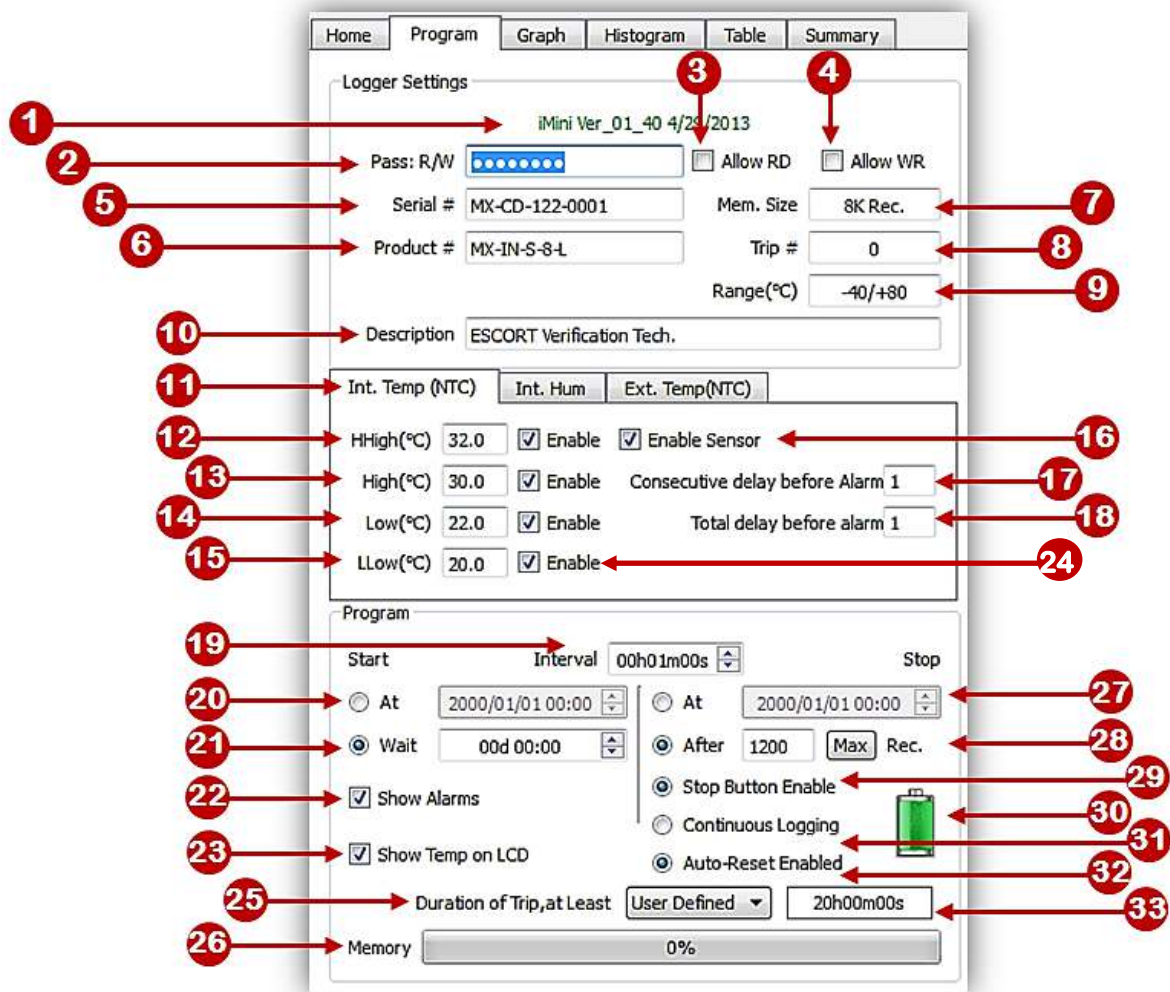 Home Program Graph Histogram Table Summary
3 4
Logger Settings
1 iMini Ver_01_40 4/29/2013
2 Pass: R/W ●●●●●●●● Allow RD Allow WR
5 Serial # MX-CD-122-0001 Mem. Size 8K Rec. 7
6 Product # MX-IN-S-8-L Trip # 0 8
Range(°C) -40/+80 9
10 Description ESCORT Verification Tech.
11 Int. Temp (NTC) Int. Hum Ext. Temp(NTC)
12 HHigh(°C) 32.0 Enable Enable Sensor 16
13 High(°C) 30.0 Enable Consecutive delay before Alarm 1 17
14 Low(°C) 22.0 Enable Total delay before alarm 1 18
15 LLow(°C) 20.0 Enable 24
Program
19 Start Interval 00h01m00s Stop
20 At 2000/01/01 00:00 At 2000/01/01 00:00 27
21 Wait 00d 00:00 After 1200 Max Rec. 28
22 Show Alarms Stop Button Enable 29
Continuous Logging 30
31
23 Show Temp on LCD Auto-Reset Enabled 32
25 Duration of Trip,at Least User Defined 20h00m00s 33
26 Memory 0%